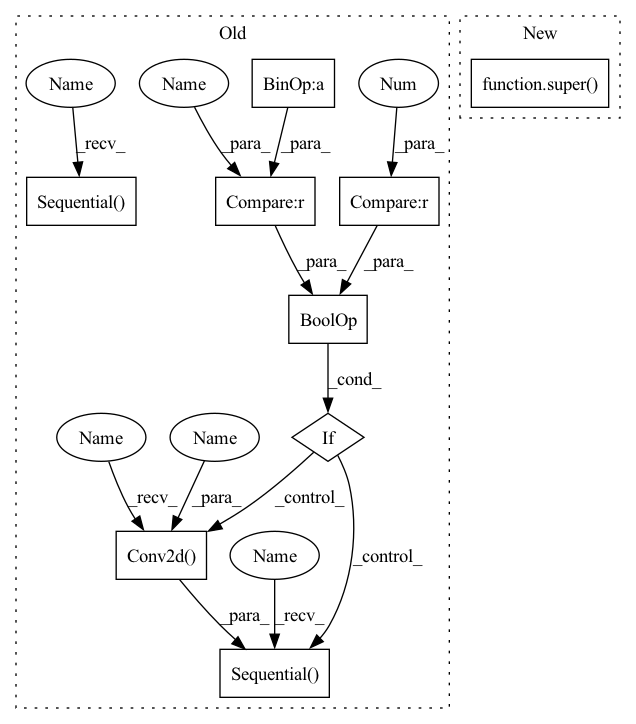 Old
New
Name
Name
BinOp:a
Num
function.super()
_recv_
_para_
_para_
_para_
Sequential()
Compare:r
Compare:r
_para_
_para_
BoolOp
_cond_
Name
Name
If
_recv_
_para_
_control_
Conv2d()
Name
_control_
_para_
_recv_
Sequential()